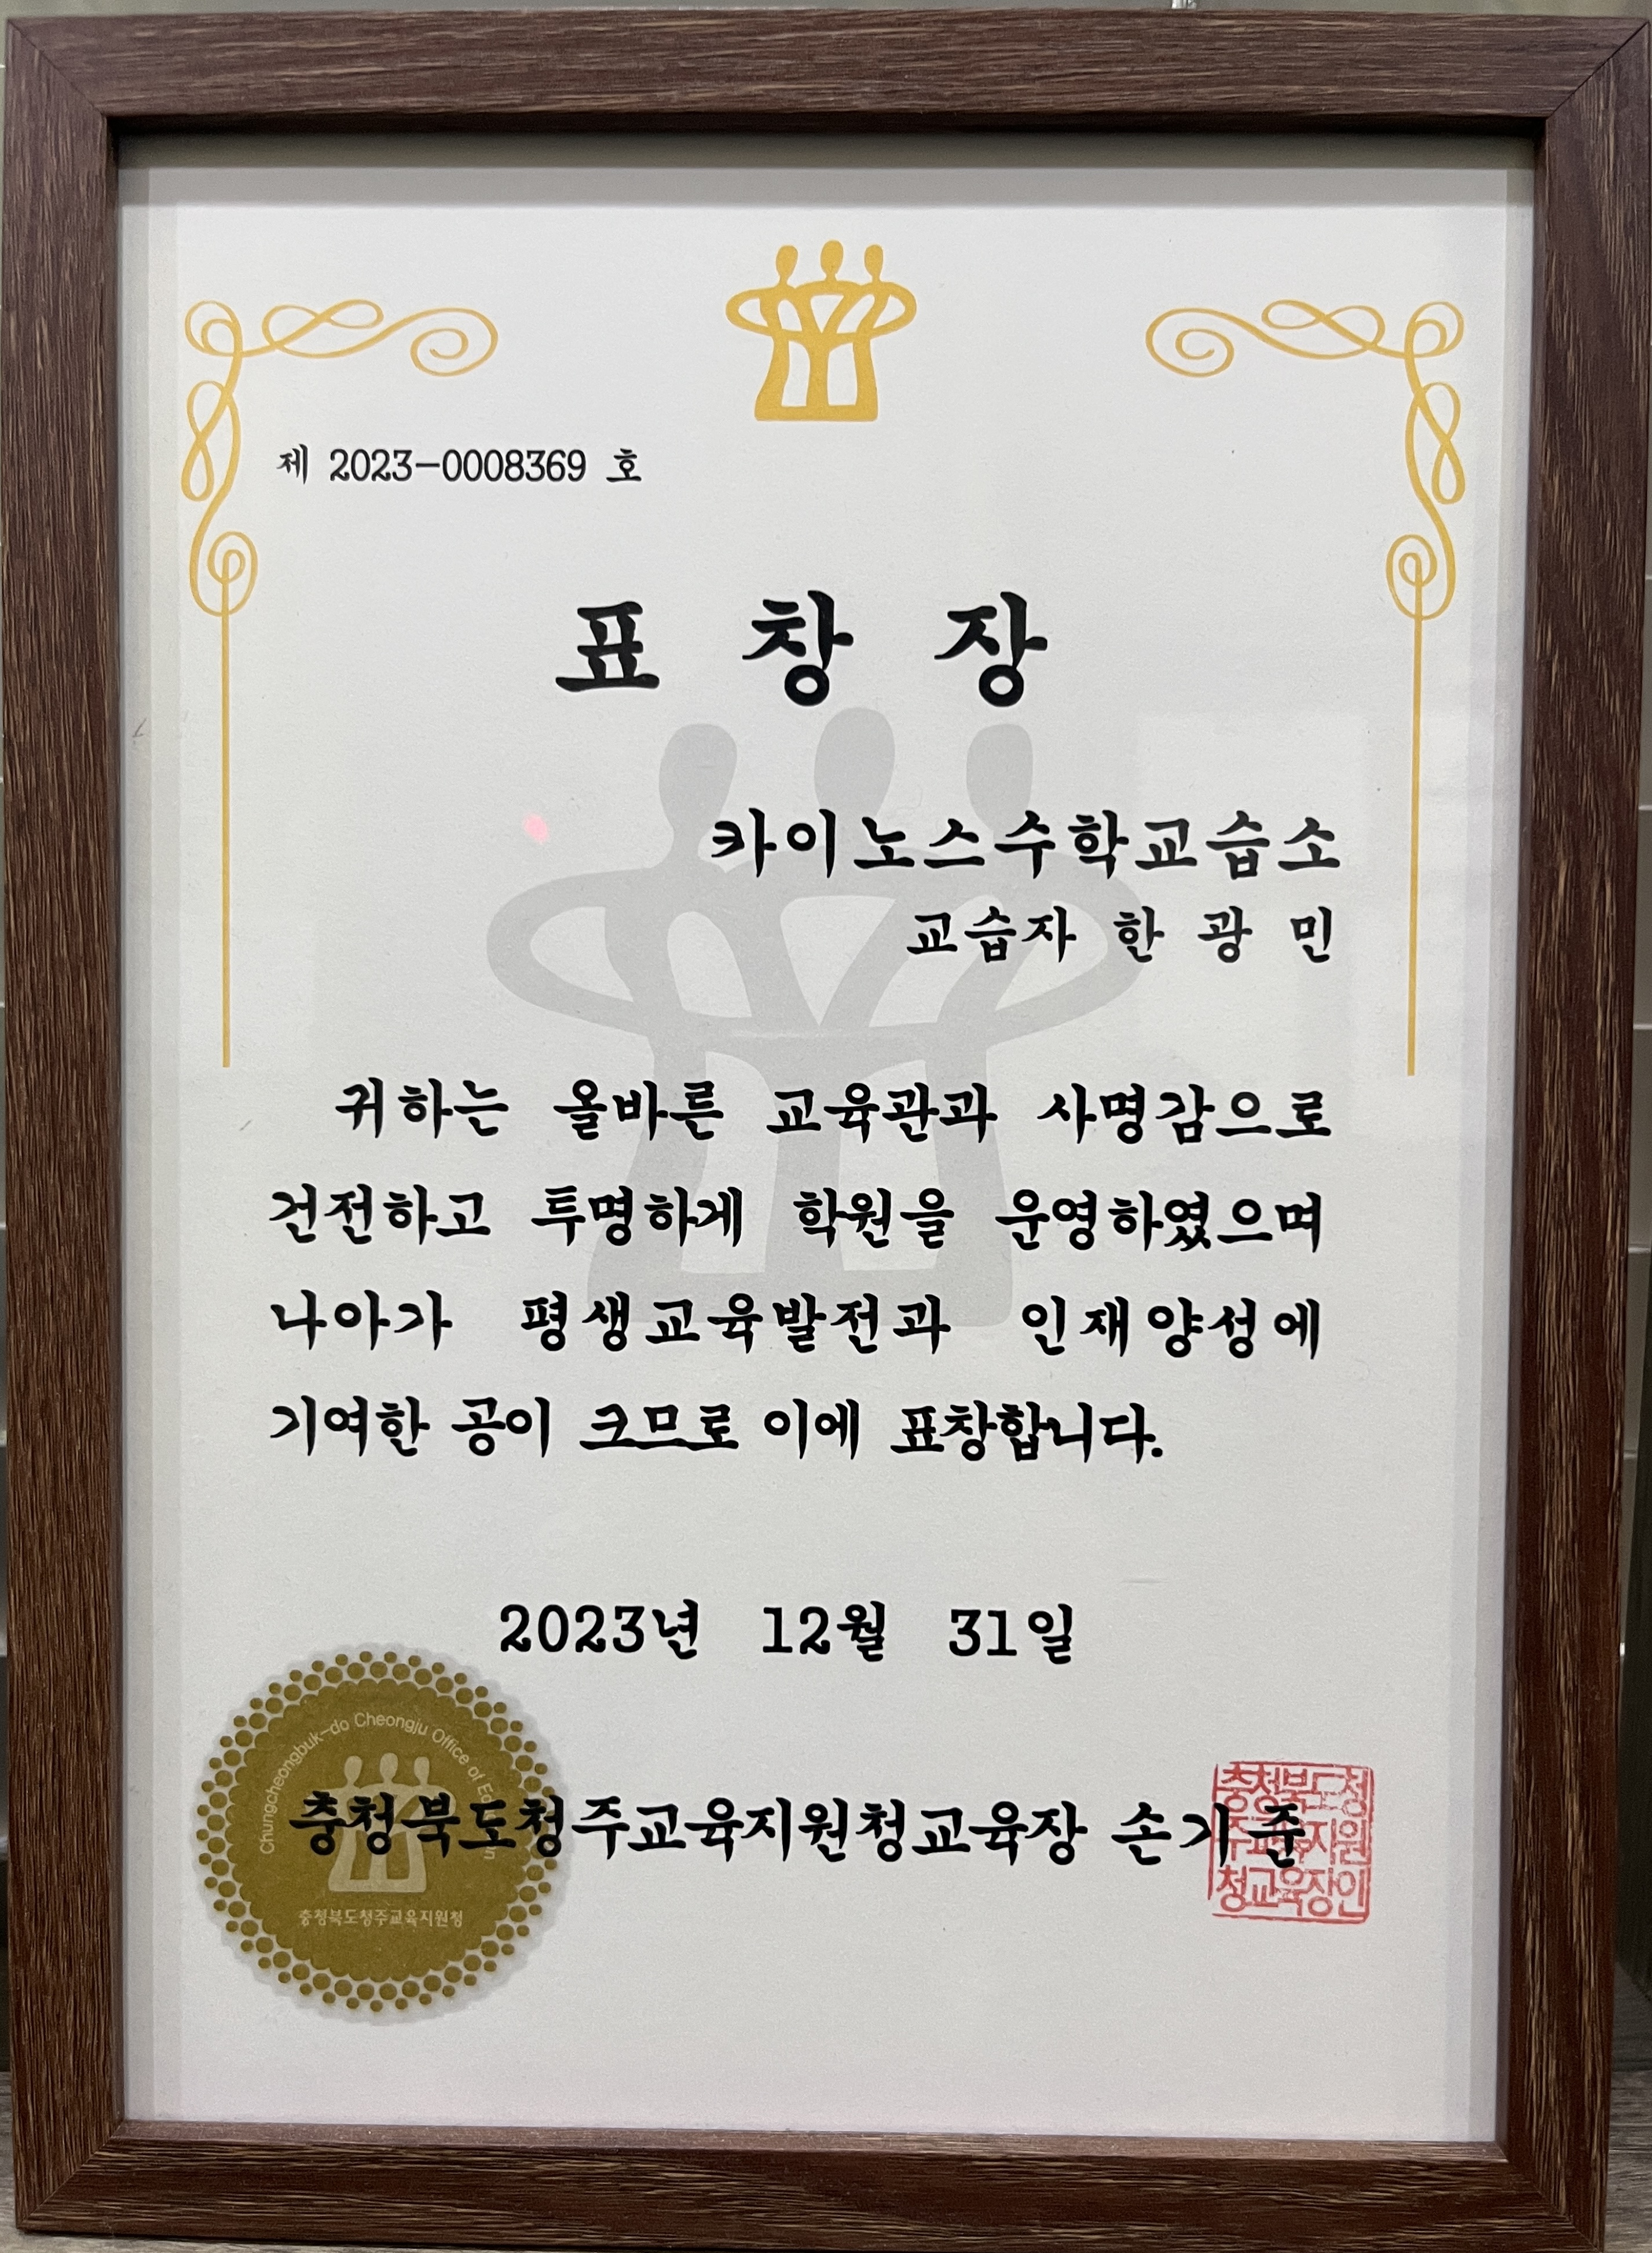 제 2023-0008369 호
표 창 장
카이노스수학교습소
교습자 한 광 민
귀하는 올바른 교육관과 사명감으로
건전하고 투명하게 학원을 운영하였으며
나아가 평생교육발전과 인재양성에
기여한 공이 크므로 이에 표창합니다.
2023년 12월 31일
Chungcheongbuk-do Cheongju Office of
충청북도청주교육지원청교육장 손기준
충청북도청주교육지원청
충청북도청
주교육지원
청교육장인